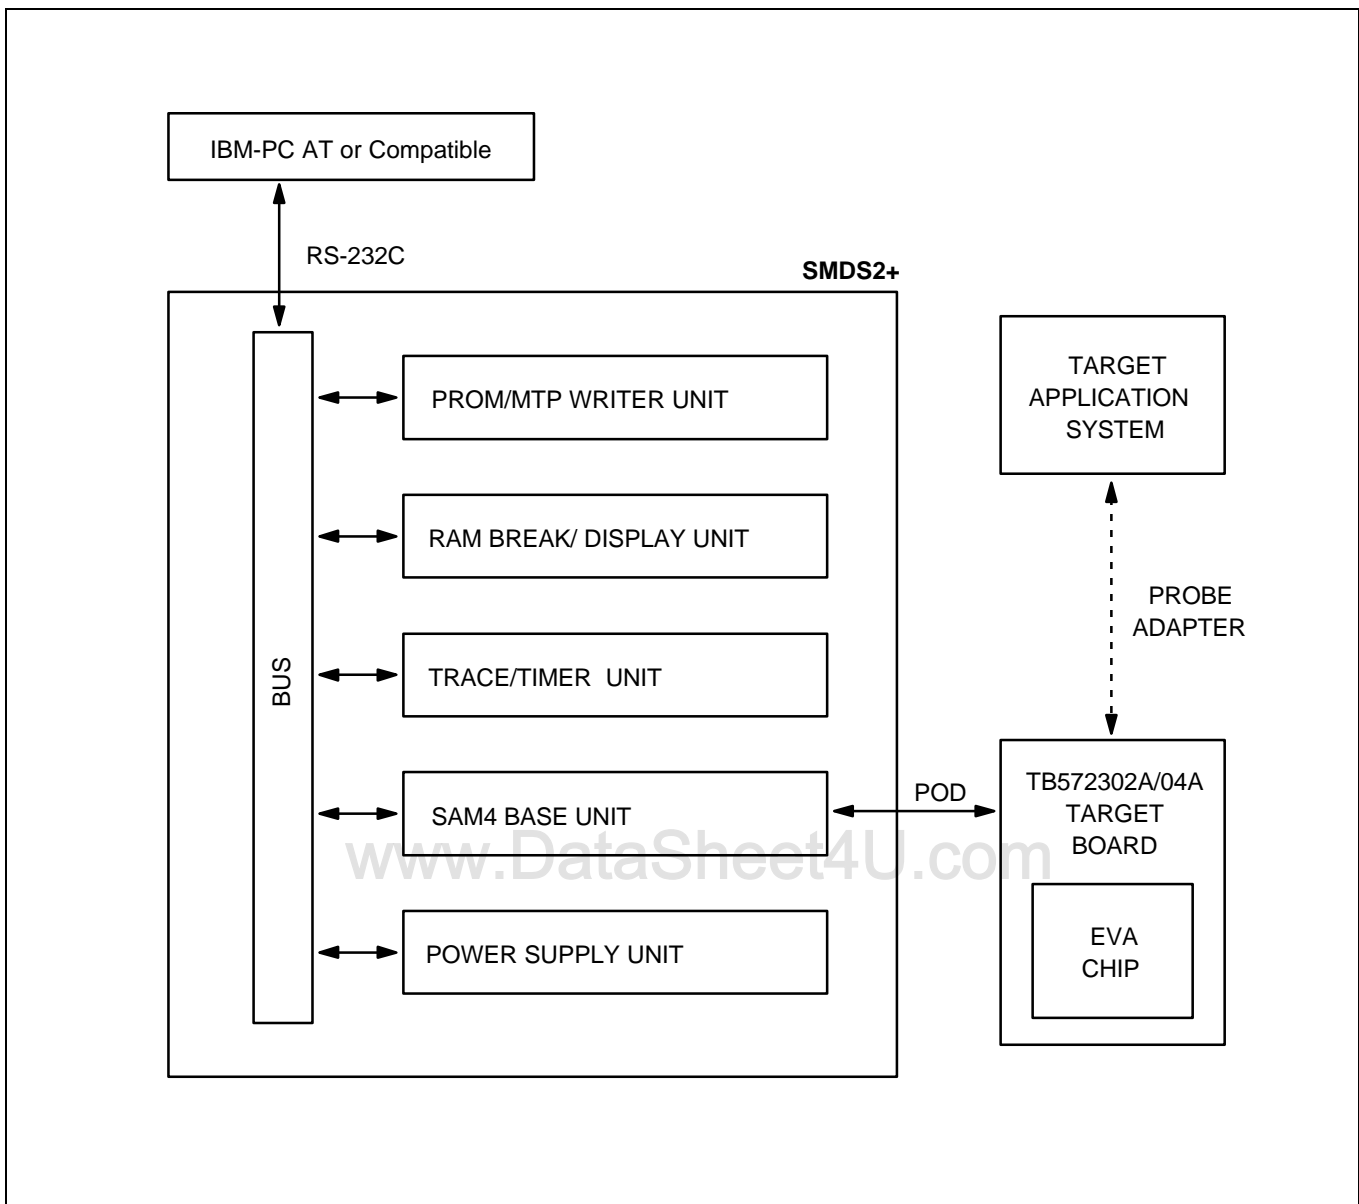 IBM-PC AT or Compatible
RS-232C
SMDS2+
PROM/MTP WRITER UNIT
RAM BREAK/ DISPLAY UNIT
TRACE/TIMER  UNIT
SAM4 BASE UNIT
POWER SUPPLY UNIT
BUS
POD
TARGET
APPLICATION
SYSTEM
PROBE
ADAPTER
TB572302A/04A
TARGET
BOARD
EVA
CHIP
www.DataSheet4U.com